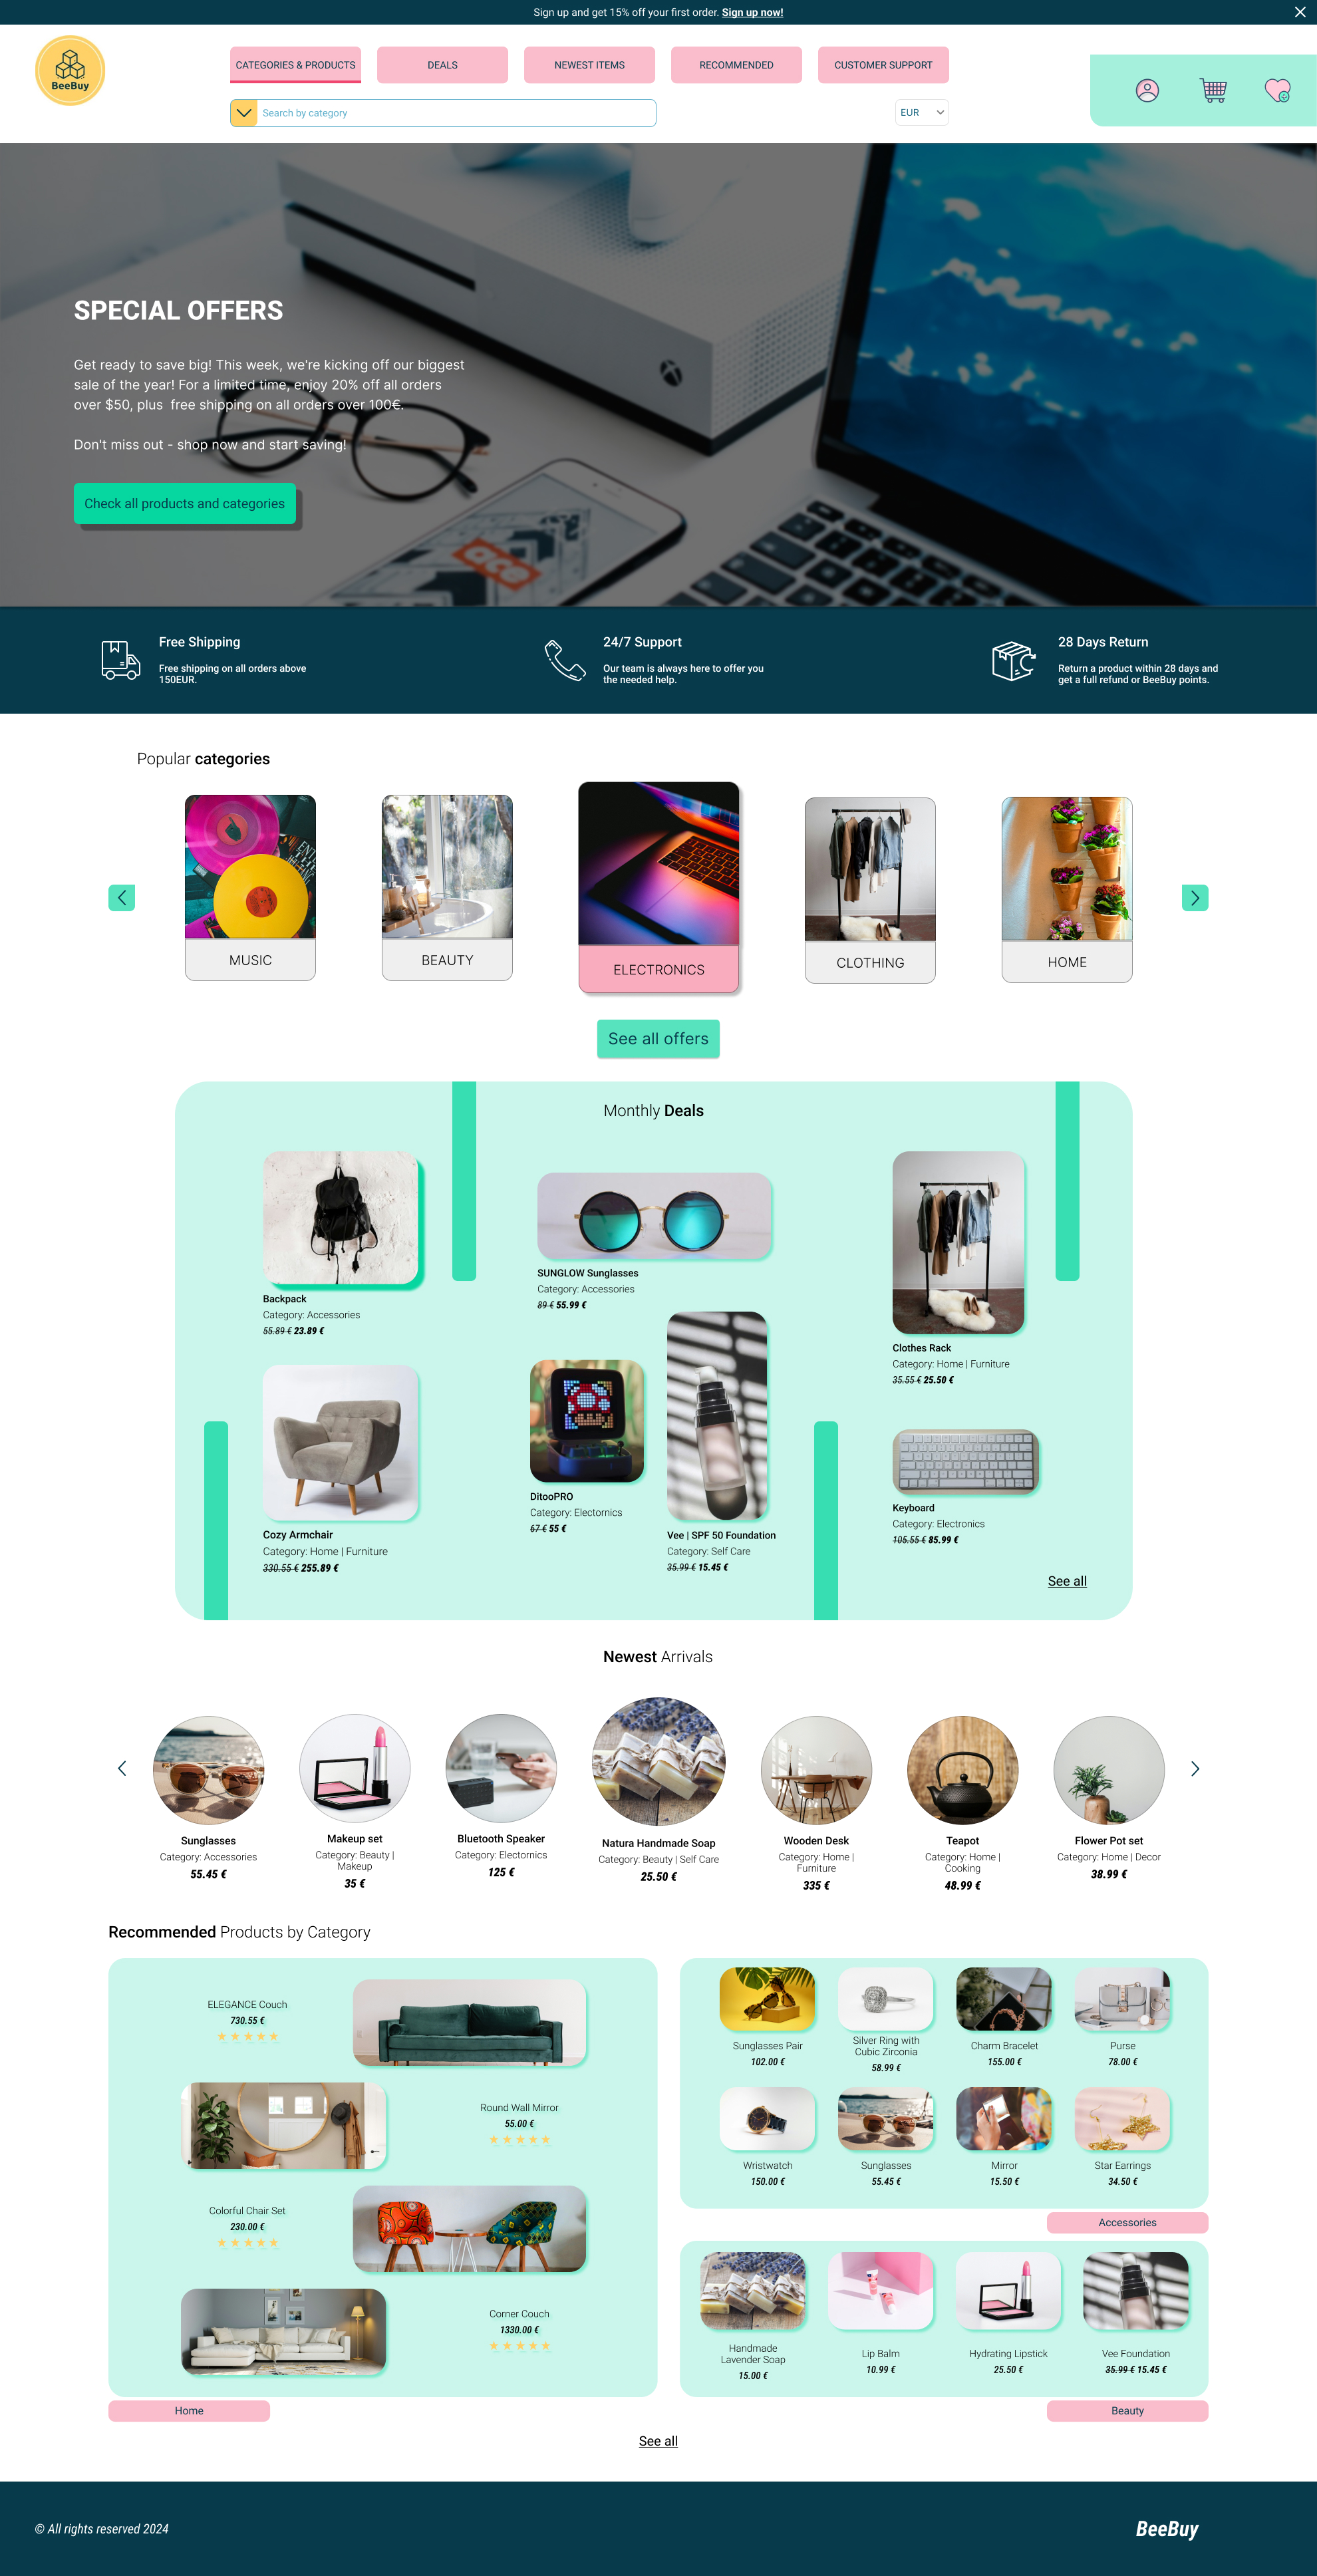 Sign up and get 15% off your first order. Sign up now!
BeeBuy
CATEGORIES & PRODUCTS
DEALS
NEWEST ITEMS
RECOMMENDED
CUSTOMER SUPPORT
Search by category
EUR
SPECIAL OFFERS
Get ready to save big! This week, we're kicking off our biggest
sale of the year! For a limited time, enjoy 20% off all orders
over $50, plus  free shipping on all orders over 100€.
Don't miss out - shop now and start saving!
Check all products and categories
ace
Free Shipping
Free shipping on all orders above
150EUR.
24/7 Support
Our team is always here to offer you
the needed help.
28 Days Return
Return a product within 28 days and
get a full refund or BeeBuy points.
Popular categories
MUSIC
BEAUTY
ELECTRONICS
CLOTHING
HOME
See all offers
Monthly Deals
Backpack
Category: Accessories
55.89 € 23.89 €
SUNGLOW Sunglasses
Category: Accessories
89 € 55.99 €
Clothes Rack
Category: Home | Furniture
35.55 € 25.50 €
Cozy Armchair
Category: Home | Furniture
330.55 € 255.89 €
DitooPRO
Category: Electornics
67 € 55 €
Vee | SPF 50 Foundation
Category: Self Care
35.99 € 15.45 €
Keyboard
Category: Electronics
105.55 € 85.99 €
See all
Newest Arrivals
Sunglasses
Category: Accessories
55.45 €
Makeup set
Category: Beauty |
Makeup
35 €
Bluetooth Speaker
Category: Electornics
125 €
Natura Handmade Soap
Category: Beauty | Self Care
25.50 €
Wooden Desk
Category: Home |
Furniture
335 €
Teapot
Category: Home |
Cooking
48.99 €
Flower Pot set
Category: Home | Decor
38.99 €
Recommended Products by Category
ELEGANCE Couch
730.55 €
Round Wall Mirror
55.00 €
Colorful Chair Set
230.00 €
Corner Couch
1330.00 €
Home
Sunglasses Pair
102.00 €
Silver Ring with
Cubic Zirconia
58.99 €
Charm Bracelet
155.00 €
Purse
78.00 €
Wristwatch
150.00 €
Sunglasses
55.45 €
Mirror
15.50 €
Star Earrings
34.50 €
Accessories
Handmade
Lavender Soap
15.00 €
Lip Balm
10.99 €
Hydrating Lipstick
25.50 €
Vee Foundation
35.99 € 15.45 €
Beauty
See all
© All rights reserved 2024
BeeBuy